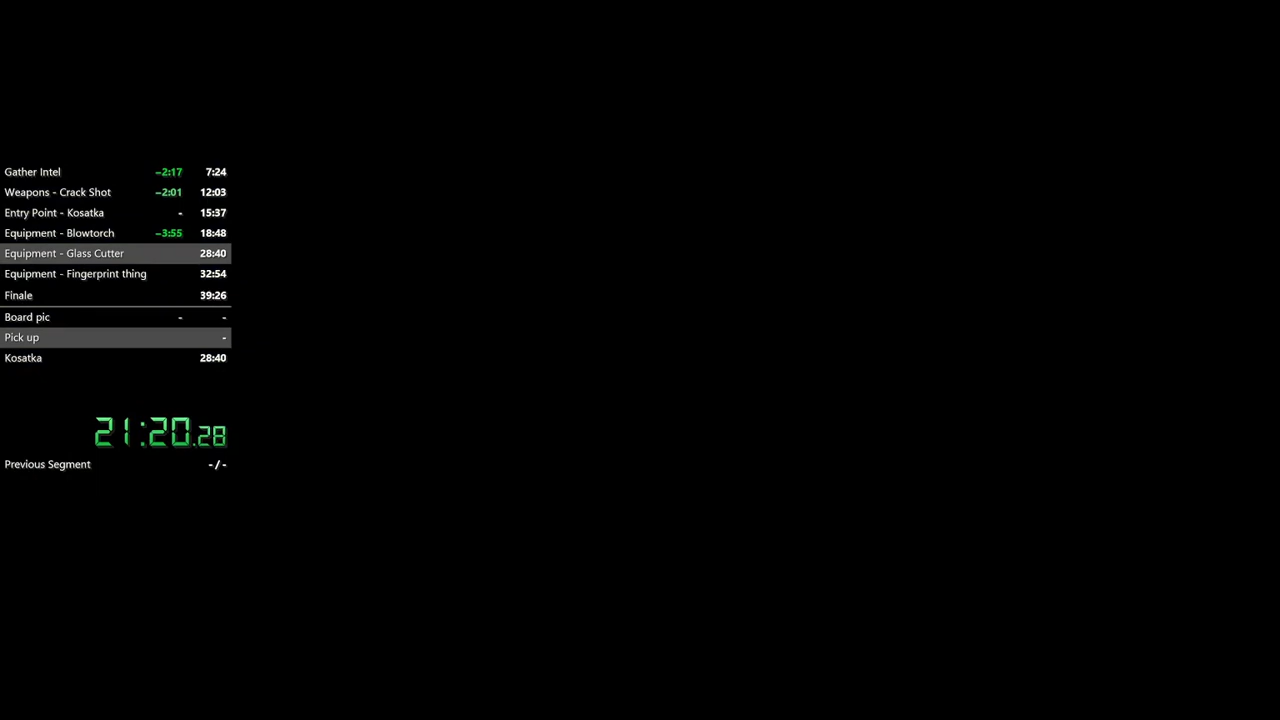 Gather Intel −2:17 7:24
Weapons - Crack Shot −2:01 12:03
Entry Point - Kosatka - 15:37
Equipment - Blowtorch −3:55 18:48
Equipment - Glass Cutter 28:40
Equipment - Fingerprint thing 32:54
Finale 39:26
Board pic - -
Pick up -
Kosatka 28:40
21:20.28
Previous Segment -/-